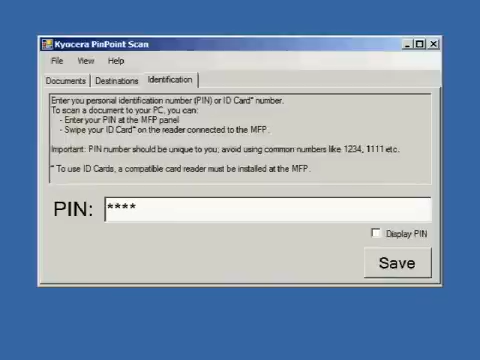 Kyocera PinPoint Scan
File View Help
Documents Destinations Identification
Enter you personal identification number (PIN) or ID Card* number.
To scan a document to your PC, you can:
- Enter your PIN at the MFP panel
- Swipe your ID Card* on the reader connected to the MFP.
Important: PIN number should be unique to you; avoid using common numbers like 1234, 1111 etc.
* To use ID Cards, a compatible card reader must be installed at the MFP.
PIN: ****
Display PIN
Save